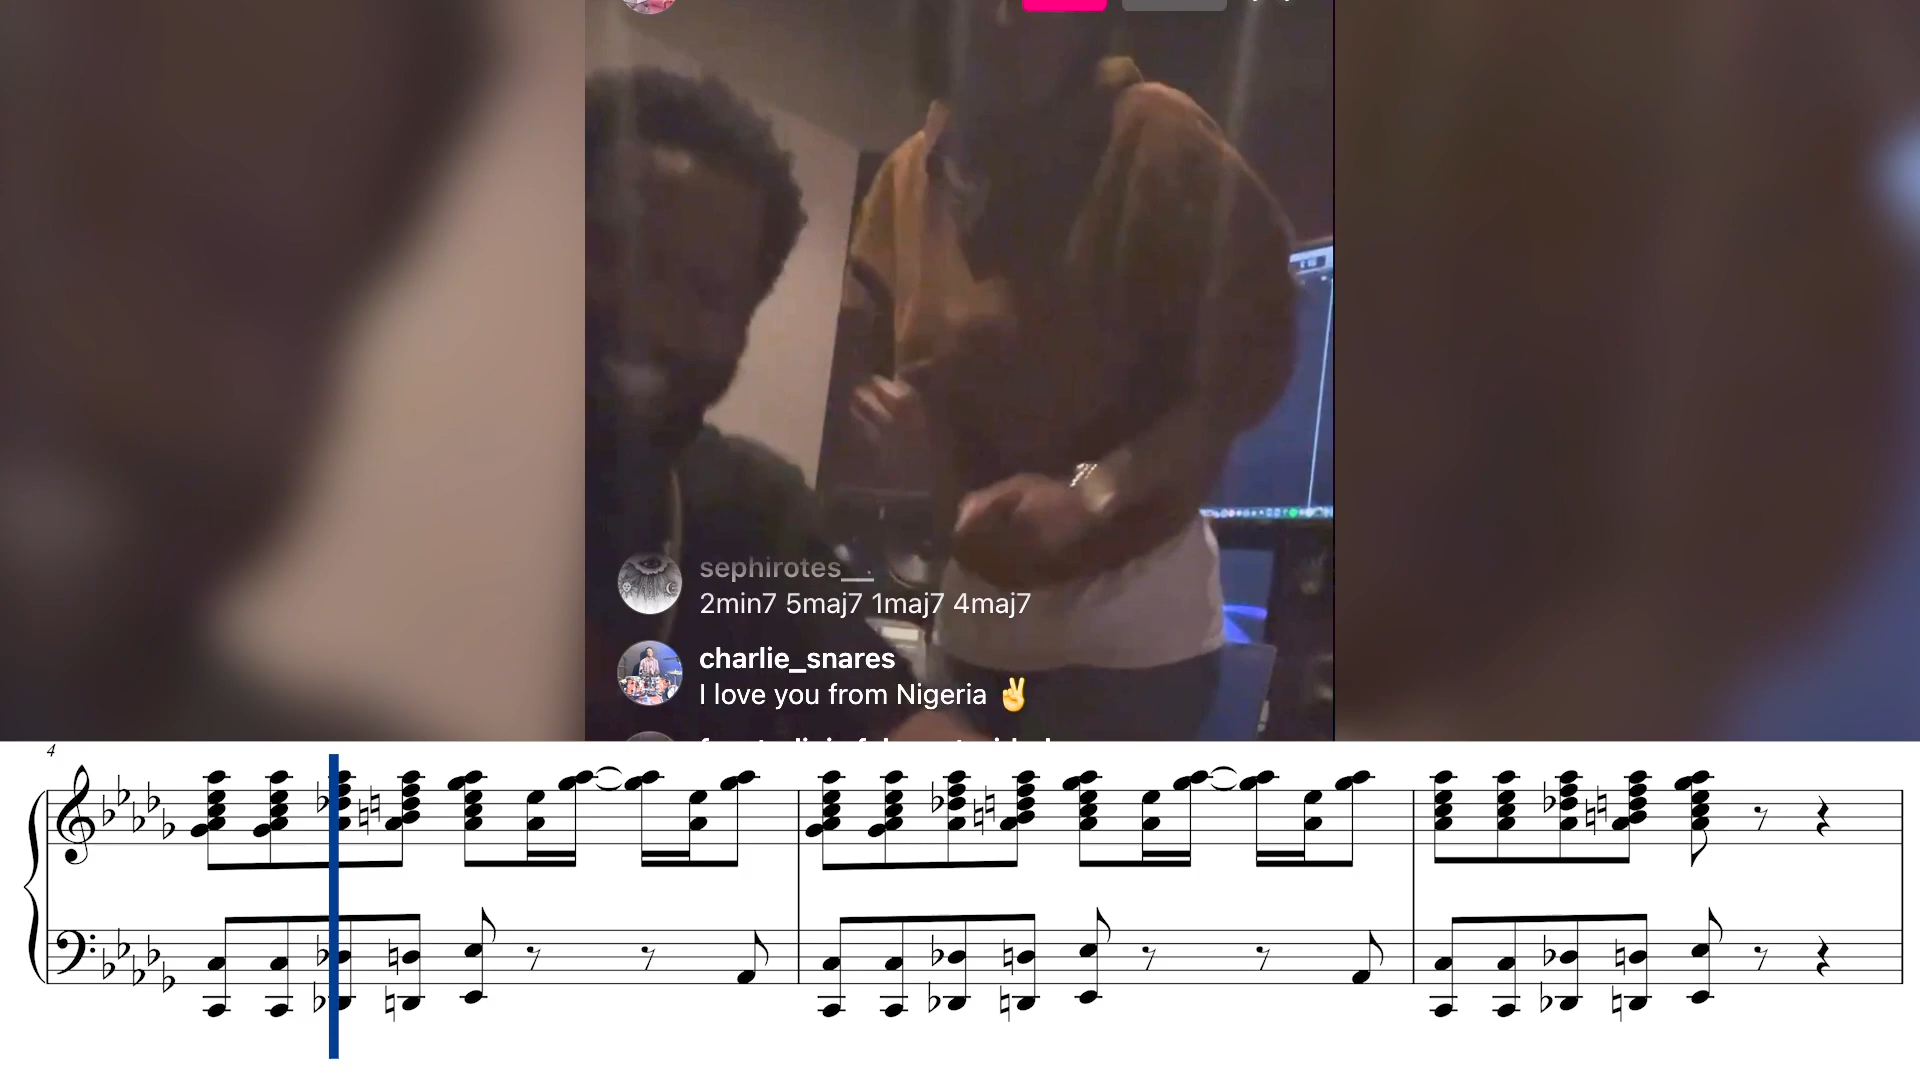 sephirotes__
2min7 5maj7 1maj7 4maj7
charlie_snares
I love you from Nigeria ✌️
4